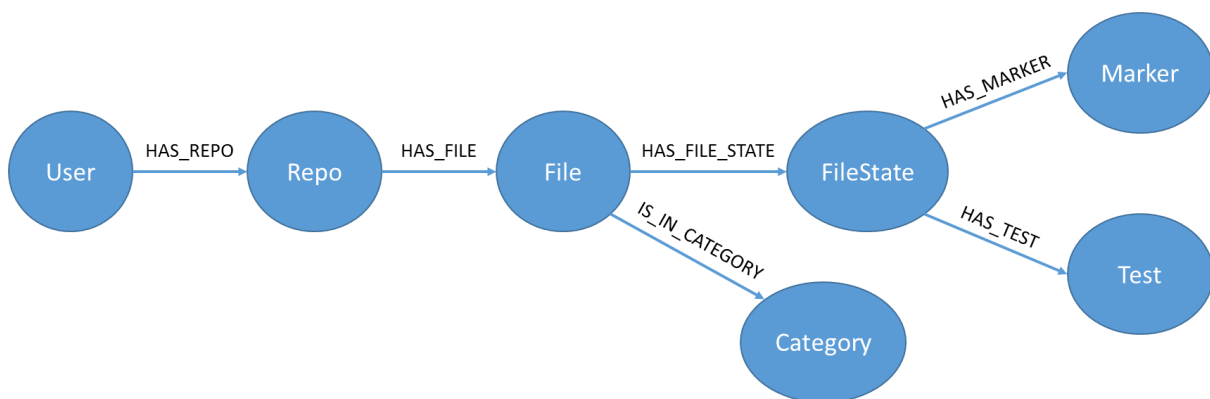 User
HAS_REPO
Repo
HAS_FILE
File
HAS_FILE_STATE
FileState
HAS_MARKER
Marker
HAS_TEST
Test
IS_IN_CATEGORY
Category